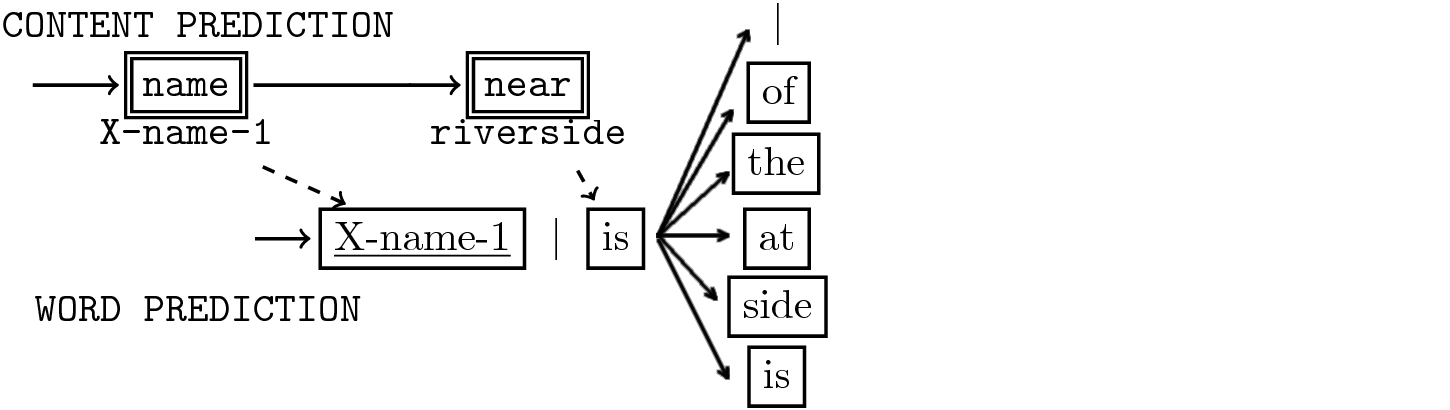 CONTENT PREDICTION
name near
X-name-1 riverside
X-name-1 | is
WORD PREDICTION
|
of
the
at
side
is